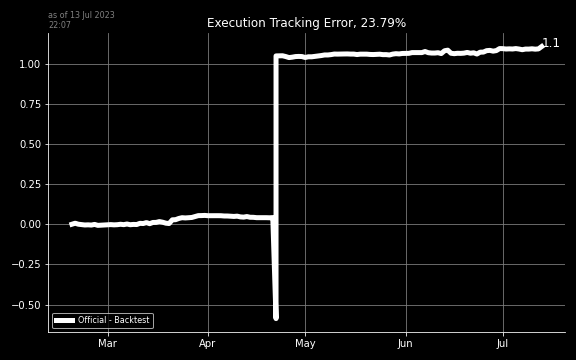 as of 13 Jul 2023
22:07
Execution Tracking Error, 23.79%
1.1
1.00
0.75
0.50
0.25
0.00
−0.25
−0.50
Official - Backtest
Mar Apr May Jun Jul